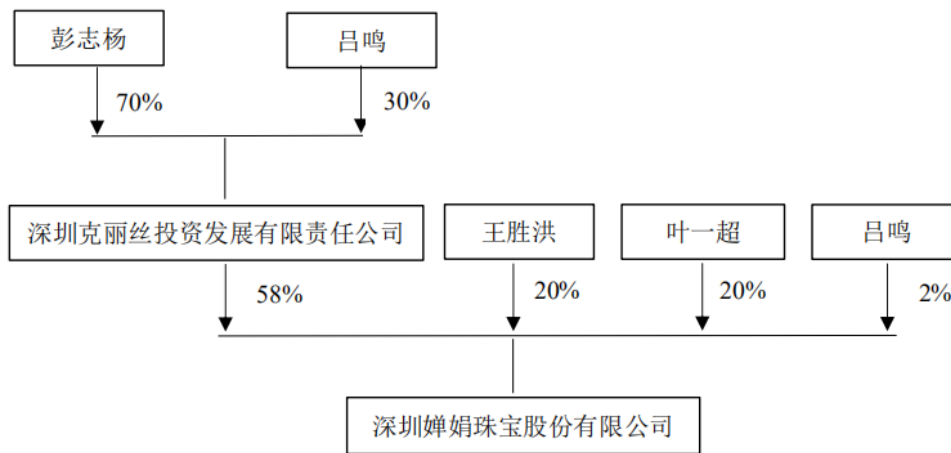 彭志杨
吕鸣
70%
30%
深圳克丽丝投资发展有限责任公司
王胜洪
叶一超
吕鸣
58%
20%
20%
2%
深圳婵娟珠宝股份有限公司